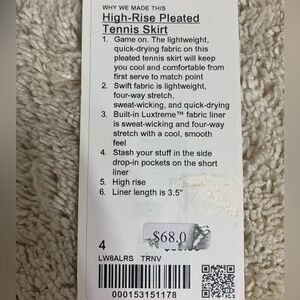 WHY WE MADE THIS
High-Rise Pleated
Tennis Skirt
1. Game on. The lightweight,
quick-drying fabric on this
pleated tennis skirt will keep
you cool and comfortable from
first serve to match point
2. Swift fabric is lightweight,
four-way stretch,
sweat-wicking, and quick-drying
3. Built-in Luxtreme™ fabric liner
is sweat-wicking and four-way
stretch with a cool, smooth
feel
4. Stash your stuff in the side
drop-in pockets on the short
liner
5. High rise
6. Liner length is 3.5"
4
$68.0
LW8ALRS TRNV
000153151178